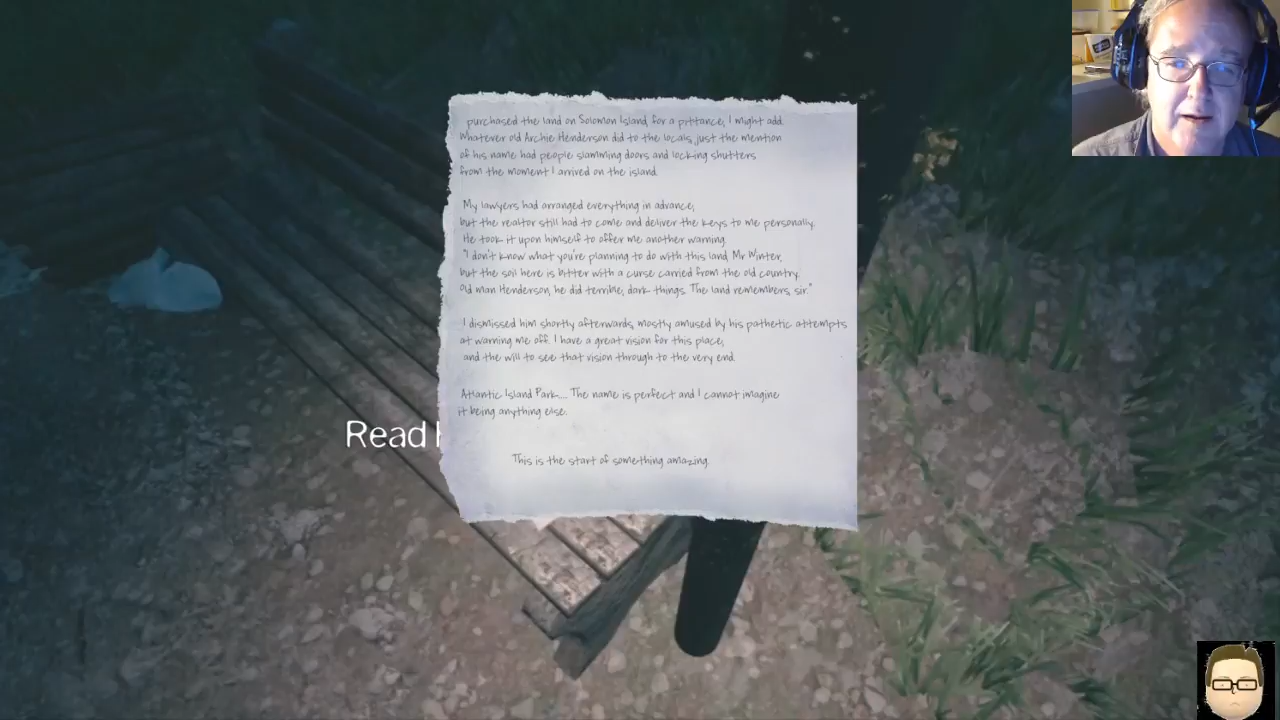 purchased the land on Solomon Island, for a pittance, I might add.
Whatever old Archie Henderson did to the locals, just the mention
of his name had people slamming doors and locking shutters
from the moment I arrived on the island.
My lawyers had arranged everything in advance,
but the realtor still had to come and deliver the keys to me personally.
He took it upon himself to offer me another warning.
"I don't know what you're planning to do with this land, Mr Winter,
but the soil here is bitter with a curse carried from the old country.
Old man Henderson, he did terrible, dark things. The land remembers, sir."
I dismissed him shortly afterwards, mostly amused by his pathetic attempts
at warning me off. I have a great vision for this place,
and the will to see that vision through to the very end.
Atlantic Island Park.... The name is perfect and I cannot imagine
it being anything else.
Read
This is the start of something amazing.